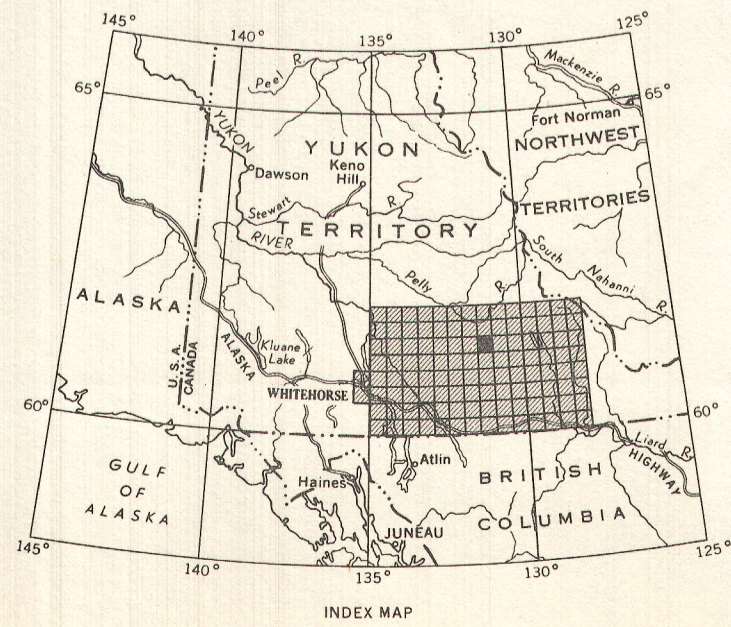 145°
140°
135°
130°
125°
65°
Peel R.
Mackenzie R.
65°
Fort Norman
YUKON
YUKON
NORTHWEST
Dawson
Keno
Hill
Stewart R.
TERRITORIES
TERRITORY
RIVER
South Nahanni R.
Pelly R.
ALASKA
ALASKA
Kluane
Lake
U.S.A.
CANADA
WHITEHORSE
60°
60°
Liard R.
HIGHWAY
Atlin
BRITISH
GULF
OF
ALASKA
Haines
COLUMBIA
JUNEAU
145°
140°
135°
130°
125°
INDEX MAP